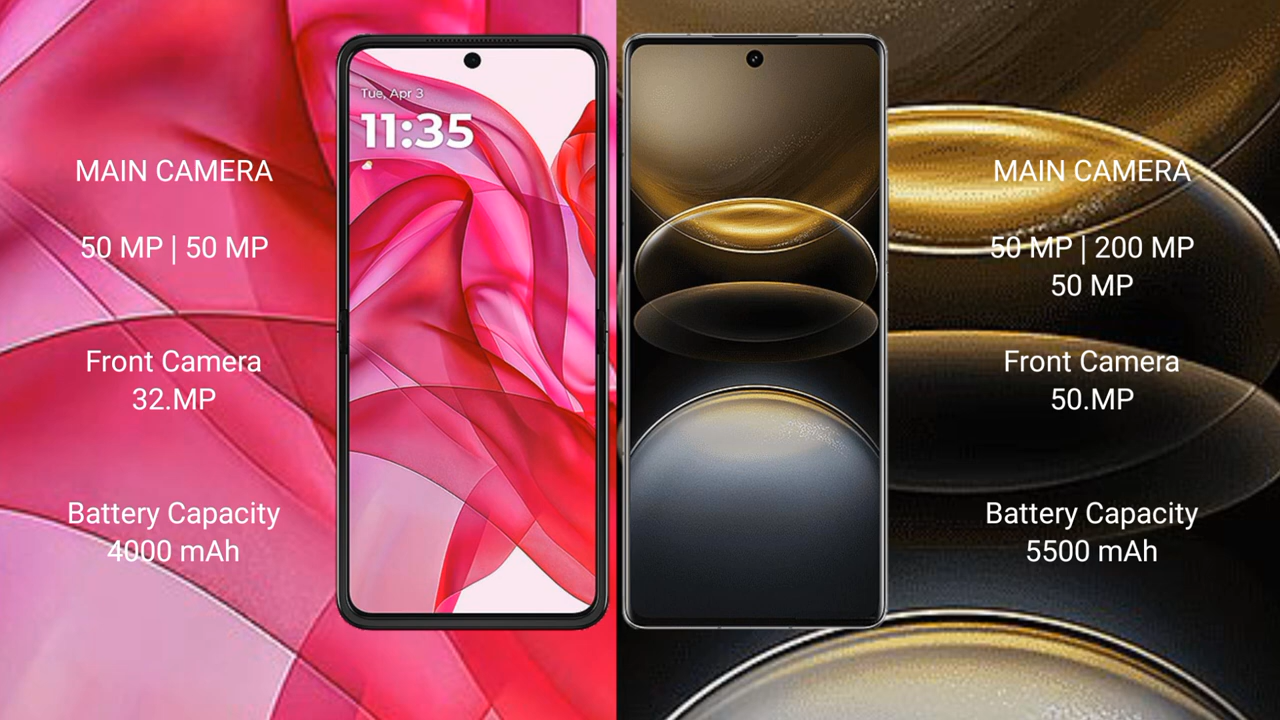 MAIN CAMERA
50 MP | 50 MP
Front Camera
32.MP
Battery Capacity
4000 mAh
Tue, Apr 3
11:35
MAIN CAMERA
50 MP | 200 MP
50 MP
Front Camera
50.MP
Battery Capacity
5500 mAh